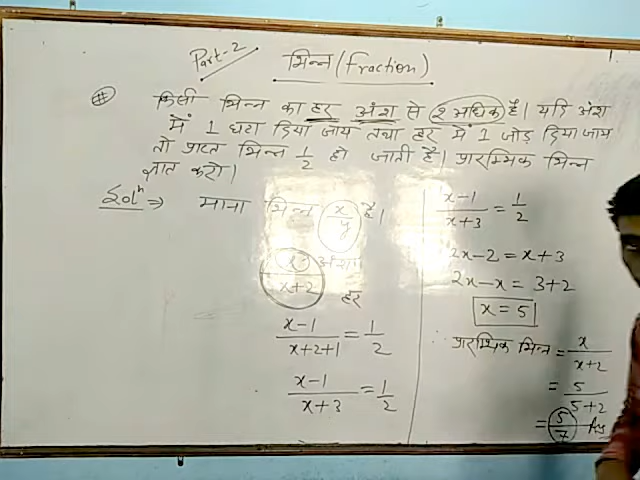 Part-2
भिन्न (fraction)
# किसी भिन्न का हर अंश से 2 अधिक है। यदि अंश
में 1 घटा दिया जाय तथा हर में 1 जोड़ दिया जाय
तो प्राप्त भिन्न 1/2 हो जाती है। प्रारम्भिक भिन्न
ज्ञात करो।
Solⁿ ⇒ माना भिन्न x/y है।
x अंश
x+2 हर
x-1/x+2+1 = 1/2
x-1/x+3 = 1/2
x-1/x+3 = 1/2
2x-2 = x+3
2x-x = 3+2
x = 5
∴ प्रारम्भिक भिन्न = x/x+2
= 5/5+2
= 5/7 Ans